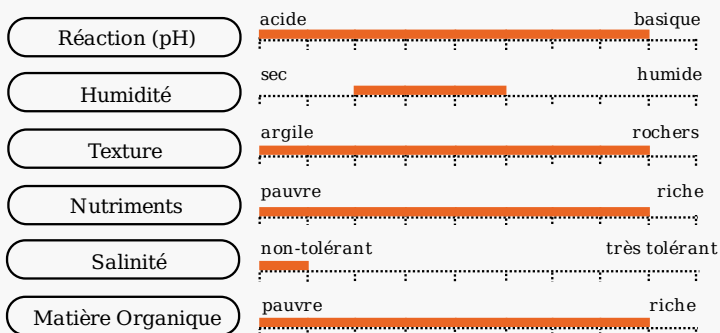 acide basique
Réaction (pH)
sec humide
Humidité
argile rochers
Texture
pauvre riche
Nutriments
non-tolérant très tolérant
Salinité
pauvre riche
Matière Organique